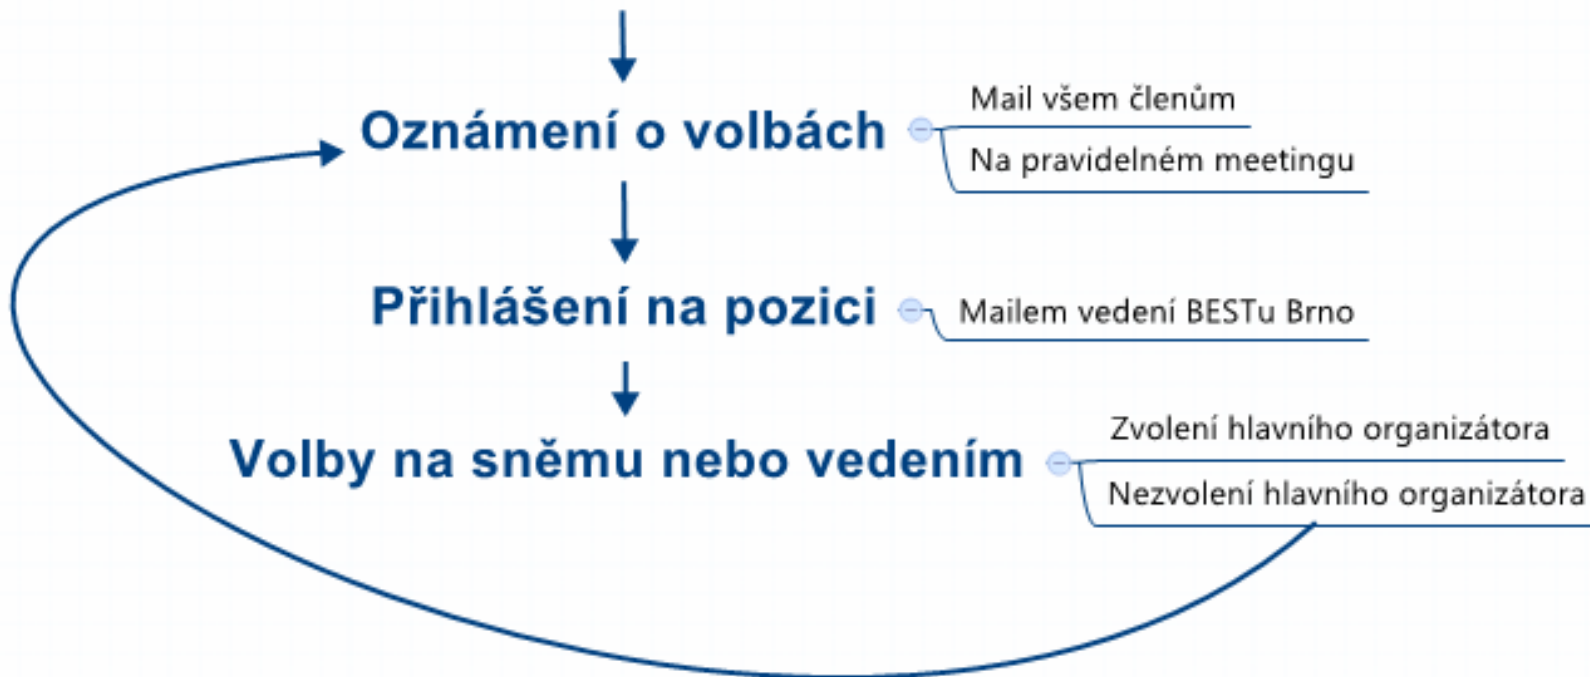 Oznámení o volbách
Mail všem členům
Na pravidelném meetingu
Přihlášení na pozici
Mailem vedení BESTu Brno
Volby na sněmu nebo vedením
Zvolení hlavního organizátora
Nezvolení hlavního organizátora